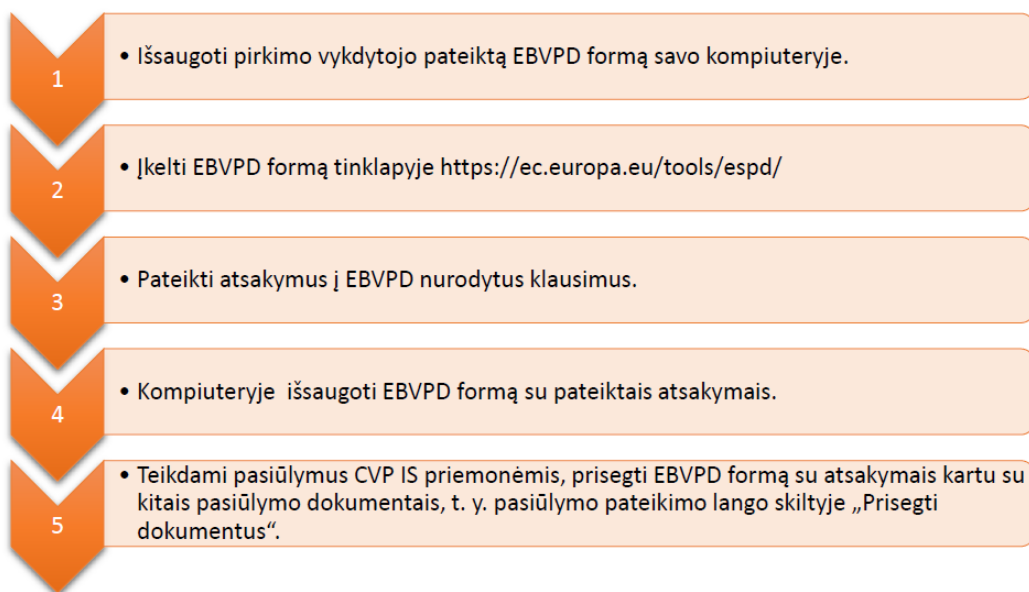 1
• Išsaugoti pirkimo vykdytojo pateiktą EBVPD formą savo kompiuteryje.
2
• Įkelti EBVPD formą tinklapyje https://ec.europa.eu/tools/espd/
3
• Pateikti atsakymus į EBVPD nurodytus klausimus.
4
• Kompiuteryje  išsaugoti EBVPD formą su pateiktais atsakymais.
5
• Teikdami pasiūlymus CVP IS priemonėmis, prisegti EBVPD formą su atsakymais kartu su
kitais pasiūlymo dokumentais, t. y. pasiūlymo pateikimo lango skiltyje „Prisegti
dokumentus“.